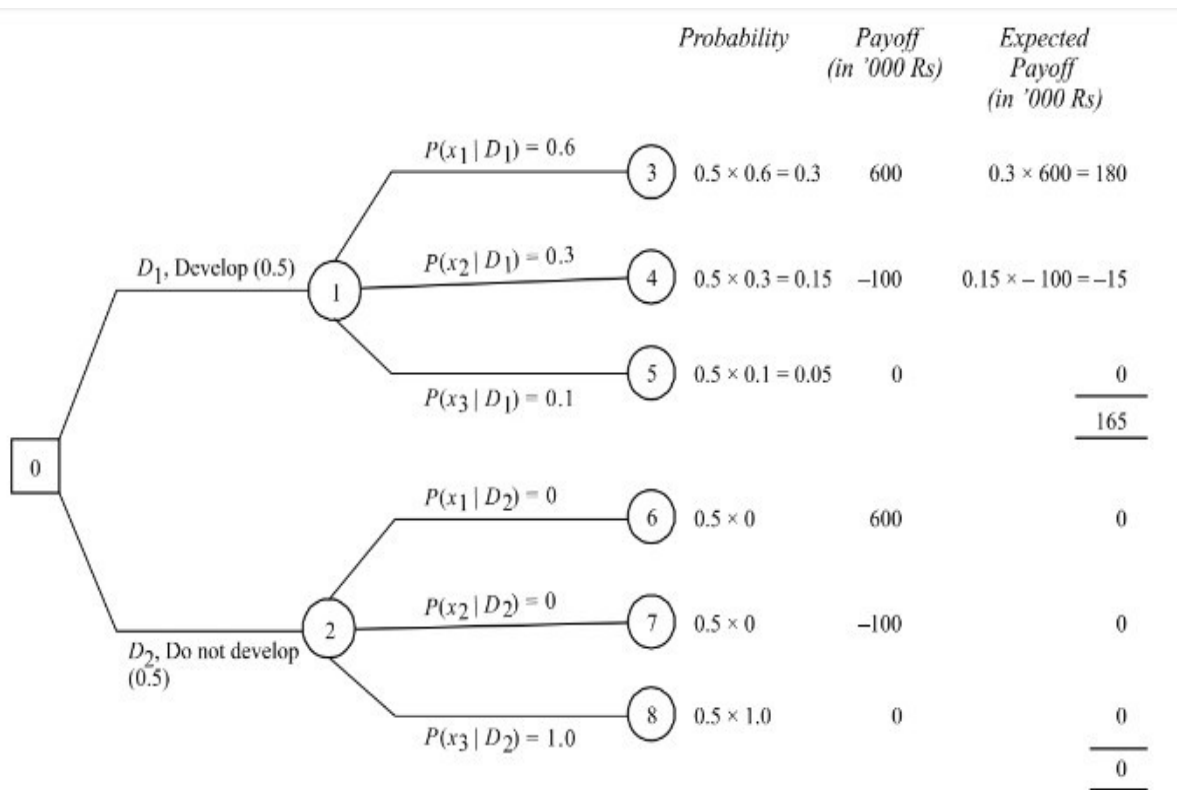 Probability Payoff Expected
(in ’000 Rs) Payoff
(in ’000 Rs)
P(x1 | D1) = 0.6
3 0.5 × 0.6 = 0.3 600 0.3 × 600 = 180
D1, Develop (0.5)
P(x2 | D1) = 0.3
1
4 0.5 × 0.3 = 0.15 –100 0.15 × – 100 = –15
5 0.5 × 0.1 = 0.05 0 0
P(x3 | D1) = 0.1
165
0
P(x1 | D2) = 0
6 0.5 × 0 600 0
P(x2 | D2) = 0
2
7 0.5 × 0 –100 0
D2, Do not develop
(0.5)
8 0.5 × 1.0 0 0
P(x3 | D2) = 1.0
0